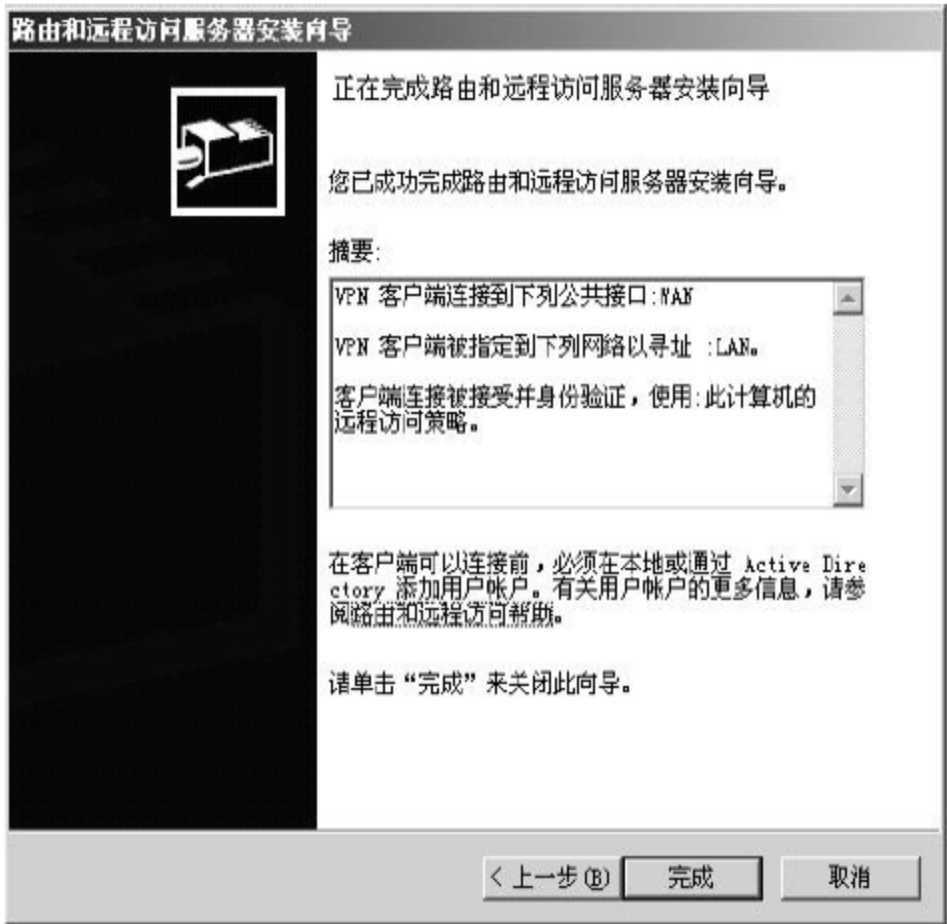 路由和远程访问服务器安装向导
正在完成路由和远程访问服务器安装向导
您已成功完成路由和远程访问服务器安装向导。
摘要:
VPN 客户端连接到下列公共接口:WAN
VPN 客户端被指定到下列网络以寻址 :LAN。
客户端连接被接受并身份验证，使用:此计算机的
远程访问策略。
在客户端可以连接前，必须在本地或通过 Active Dire
ctory 添加用户帐户。有关用户帐户的更多信息，请参
阅路由和远程访问帮助。
请单击“完成”来关闭此向导。
< 上一步(B)
完成
取消